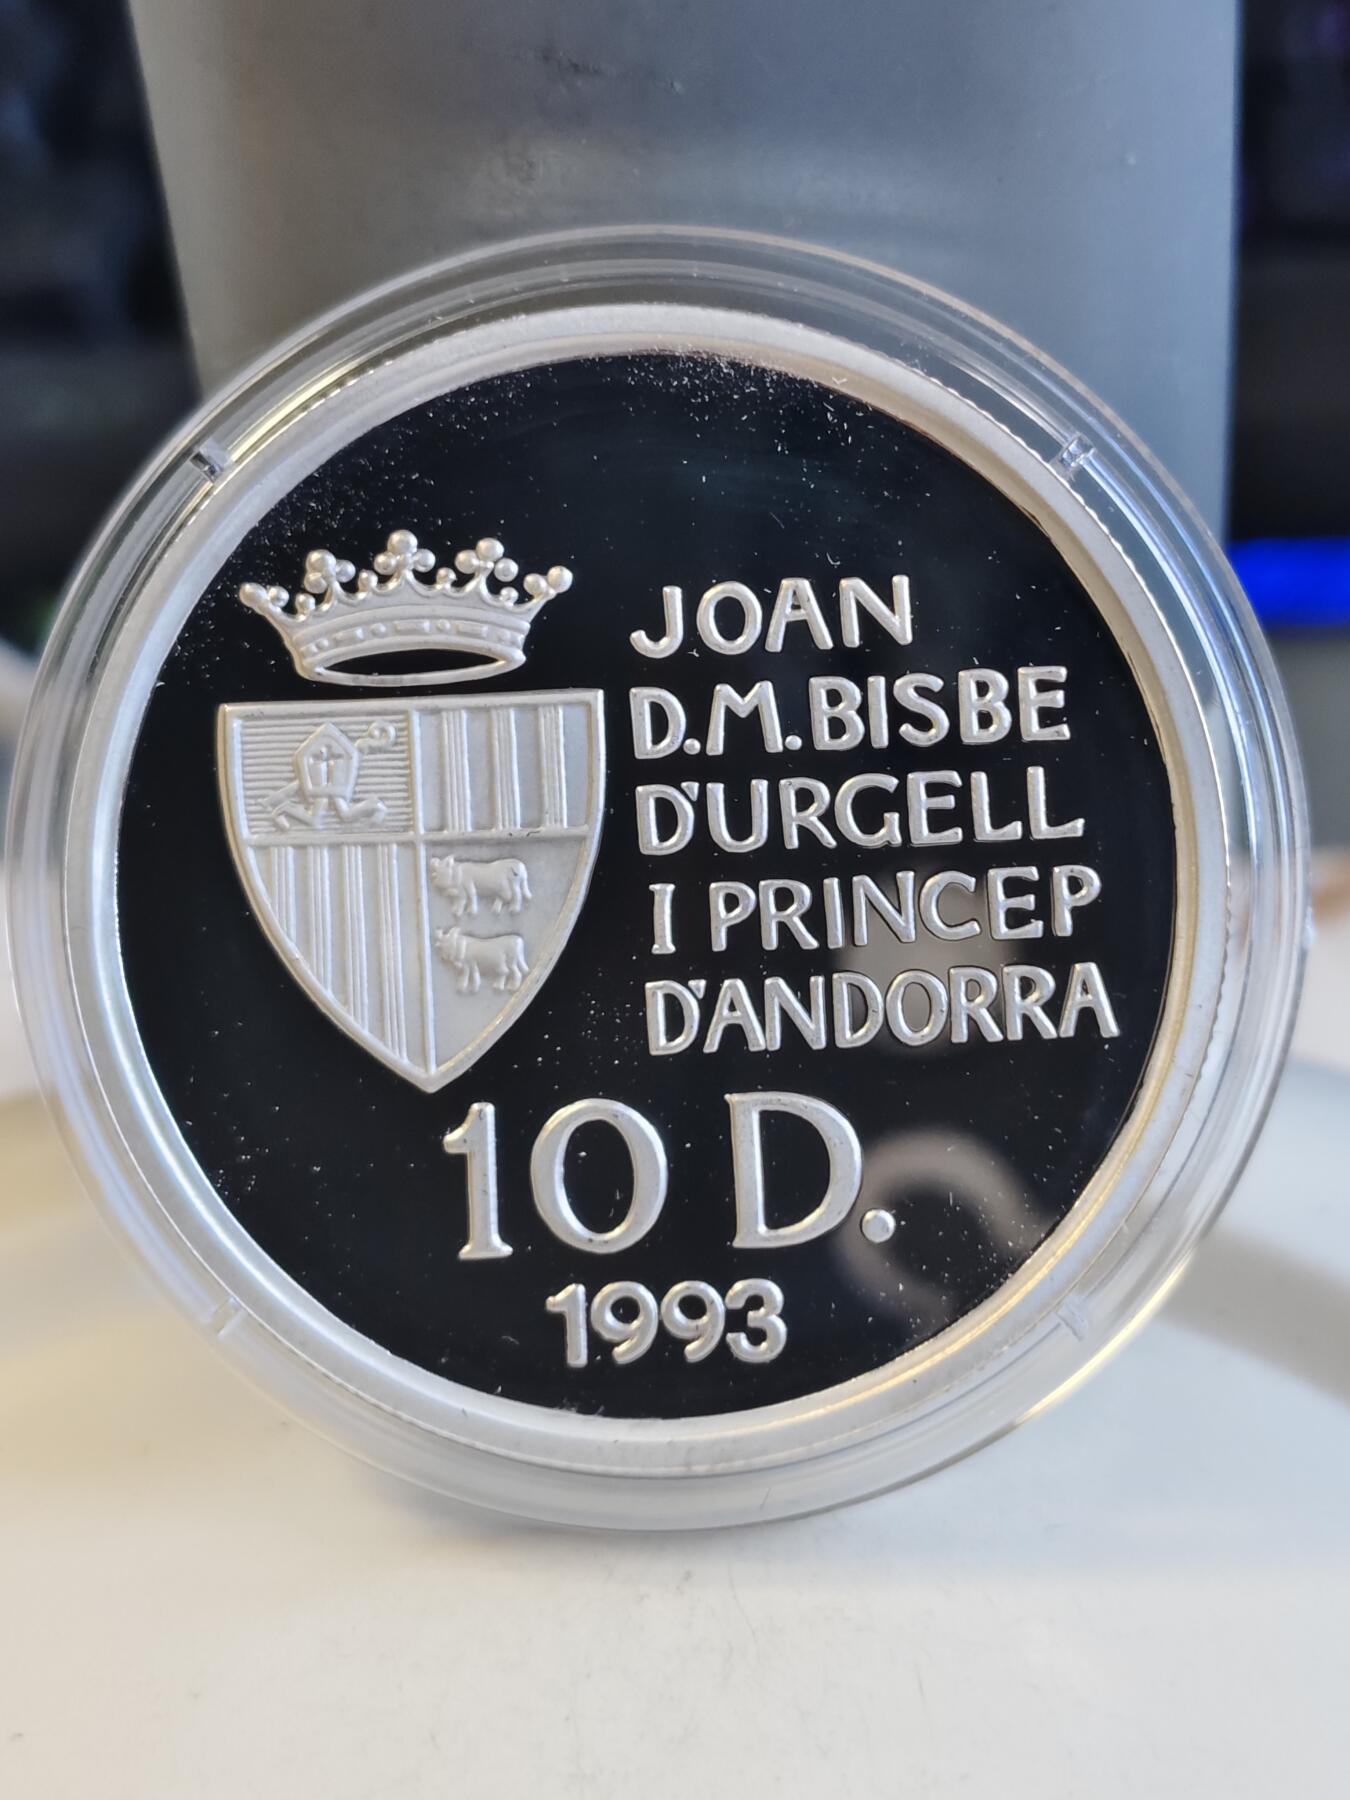 JOAN
D.M.BISBE
D'URGELL
I PRINCEP
D'ANDORRA
10 D.
1993